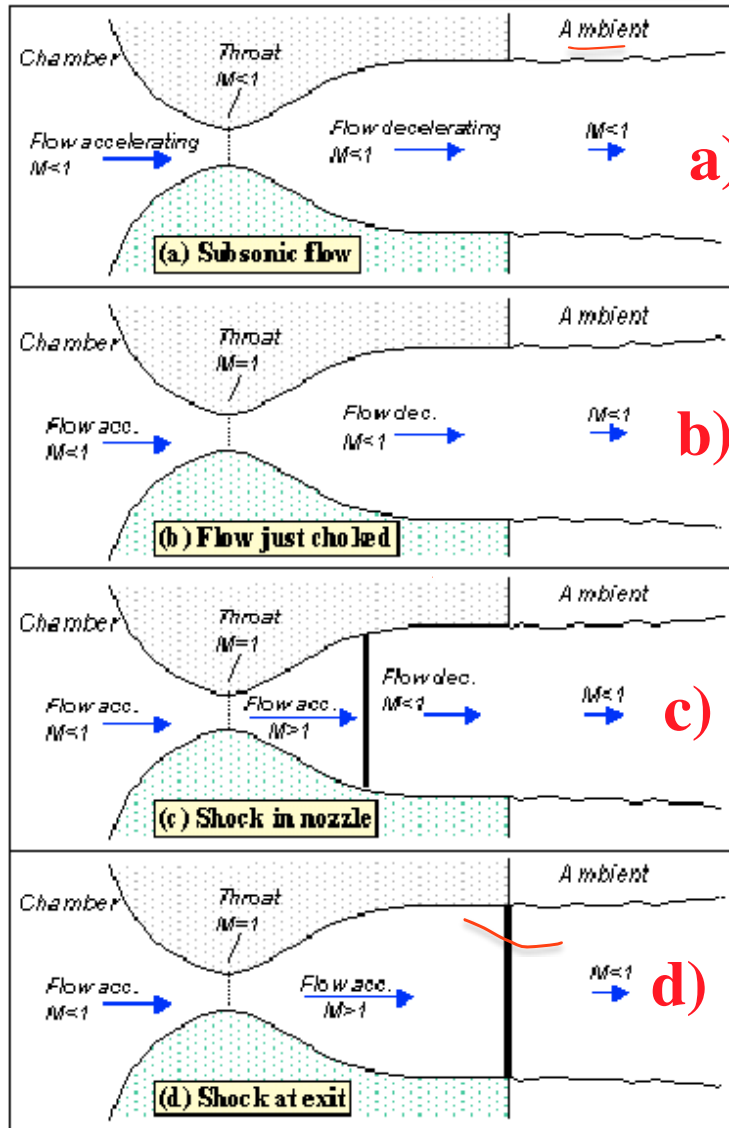 Ambient
Chamber
Throat
M<1
Flow accelerating
M<1
Flow decelerating
M<1
M<1
a)
(a) Subsonic flow
Ambient
Chamber
Throat
M=1
Flow acc.
M<1
Flow dec.
M<1
M<1
b)
(b) Flow just choked
Ambient
Chamber
Throat
M=1
Flow acc.
M<1
Flow acc.
M>1
Flow dec.
M<1
M<1
c)
(c) Shock in nozzle
Ambient
Chamber
Throat
M=1
Flow acc.
M<1
Flow acc.
M>1
M<1
d)
(d) Shock at exit